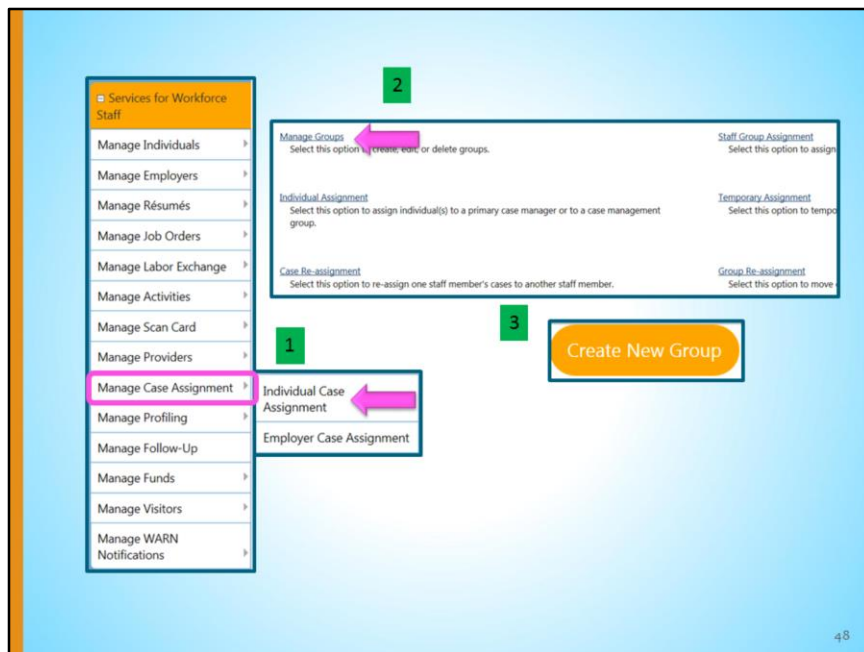 2
Services for Workforce
Staff
Manage Individuals
Manage Employers
Manage Résumés
Manage Job Orders
Manage Labor Exchange
Manage Activities
Manage Scan Card
Manage Providers
Manage Case Assignment
Manage Profiling
Manage Follow-Up
Manage Funds
Manage Visitors
Manage WARN
Notifications
Manage Groups
Select this option to create, edit, or delete groups.
Staff Group Assignment
Select this option to assign
Individual Assignment
Select this option to assign individual(s) to a primary case manager or to a case management
group.
Temporary Assignment
Select this option to tempo
Case Re-assignment
Select this option to re-assign one staff member's cases to another staff member.
Group Re-assignment
Select this option to move
3
Create New Group
1
Individual Case
Assignment
Employer Case Assignment
48